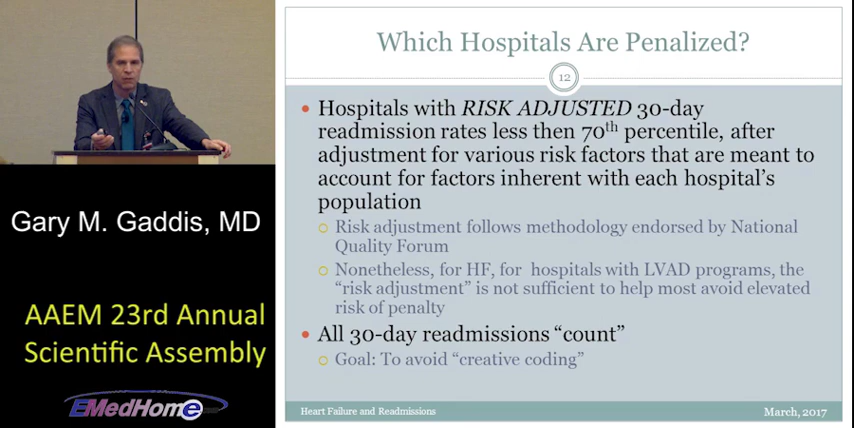 Which Hospitals Are Penalized?
12
• Hospitals with RISK ADJUSTED 30-day
readmission rates less then 70th percentile, after
adjustment for various risk factors that are meant to
account for factors inherent with each hospital's
population
○ Risk adjustment follows methodology endorsed by National
Quality Forum
○ Nonetheless, for HF, for hospitals with LVAD programs, the
“risk adjustment” is not sufficient to help most avoid elevated
risk of penalty
• All 30-day readmissions “count”
○ Goal: To avoid “creative coding”
Heart Failure and Readmissions
March, 2017
Gary M. Gaddis, MD
AAEM 23rd Annual
Scientific Assembly
EMedHome